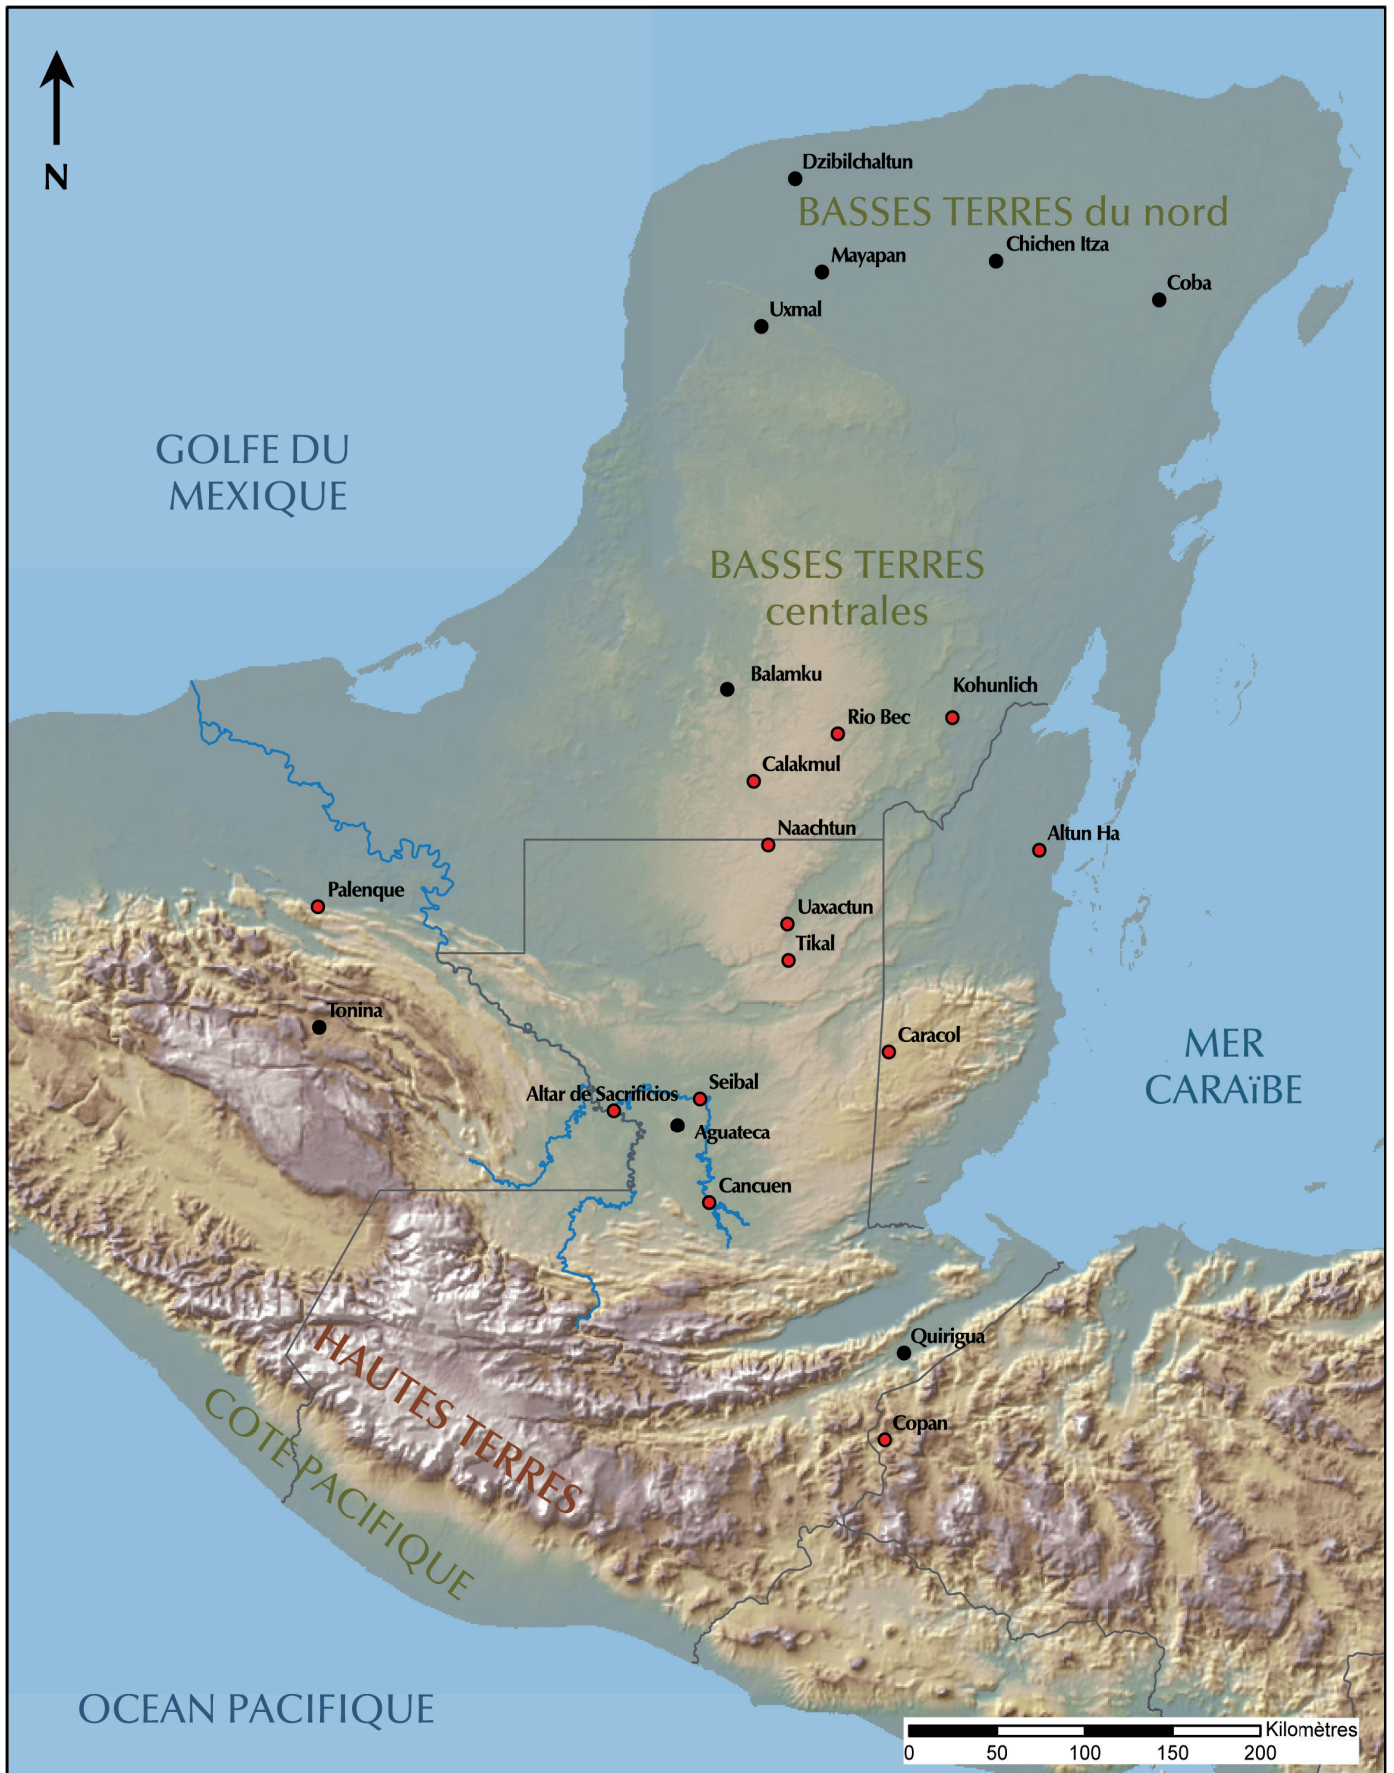 N
Dzibilchaltun
BASSES TERRES du nord
Chichen Itza
Mayapan
Coba
Uxmal
GOLFE DU
MEXIQUE
BASSES TERRES
centrales
Balamku
Kohunlich
Rio Bec
Calakmul
Naachtun
Altun Ha
Palenque
Uaxactun
Tikal
Tonina
Caracol
MER
CARAïBE
Seibal
Altar de Sacrificios
Aguateca
Cancuen
Quirigua
HAUTES TERRES
COTE PACIFIQUE
Copan
OCEAN PACIFIQUE
Kilomètres
0 50 100 150 200